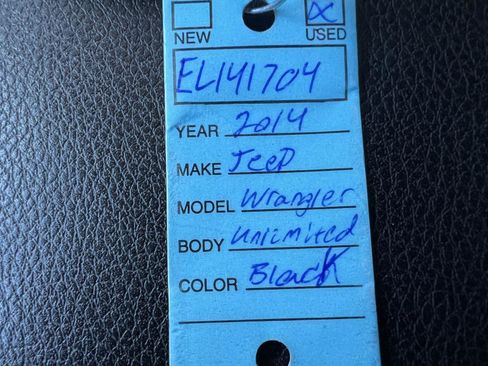 NEW USED
EL141704
YEAR 2014
MAKE Jeep
MODEL Wrangler
BODY Unlimited
COLOR Black